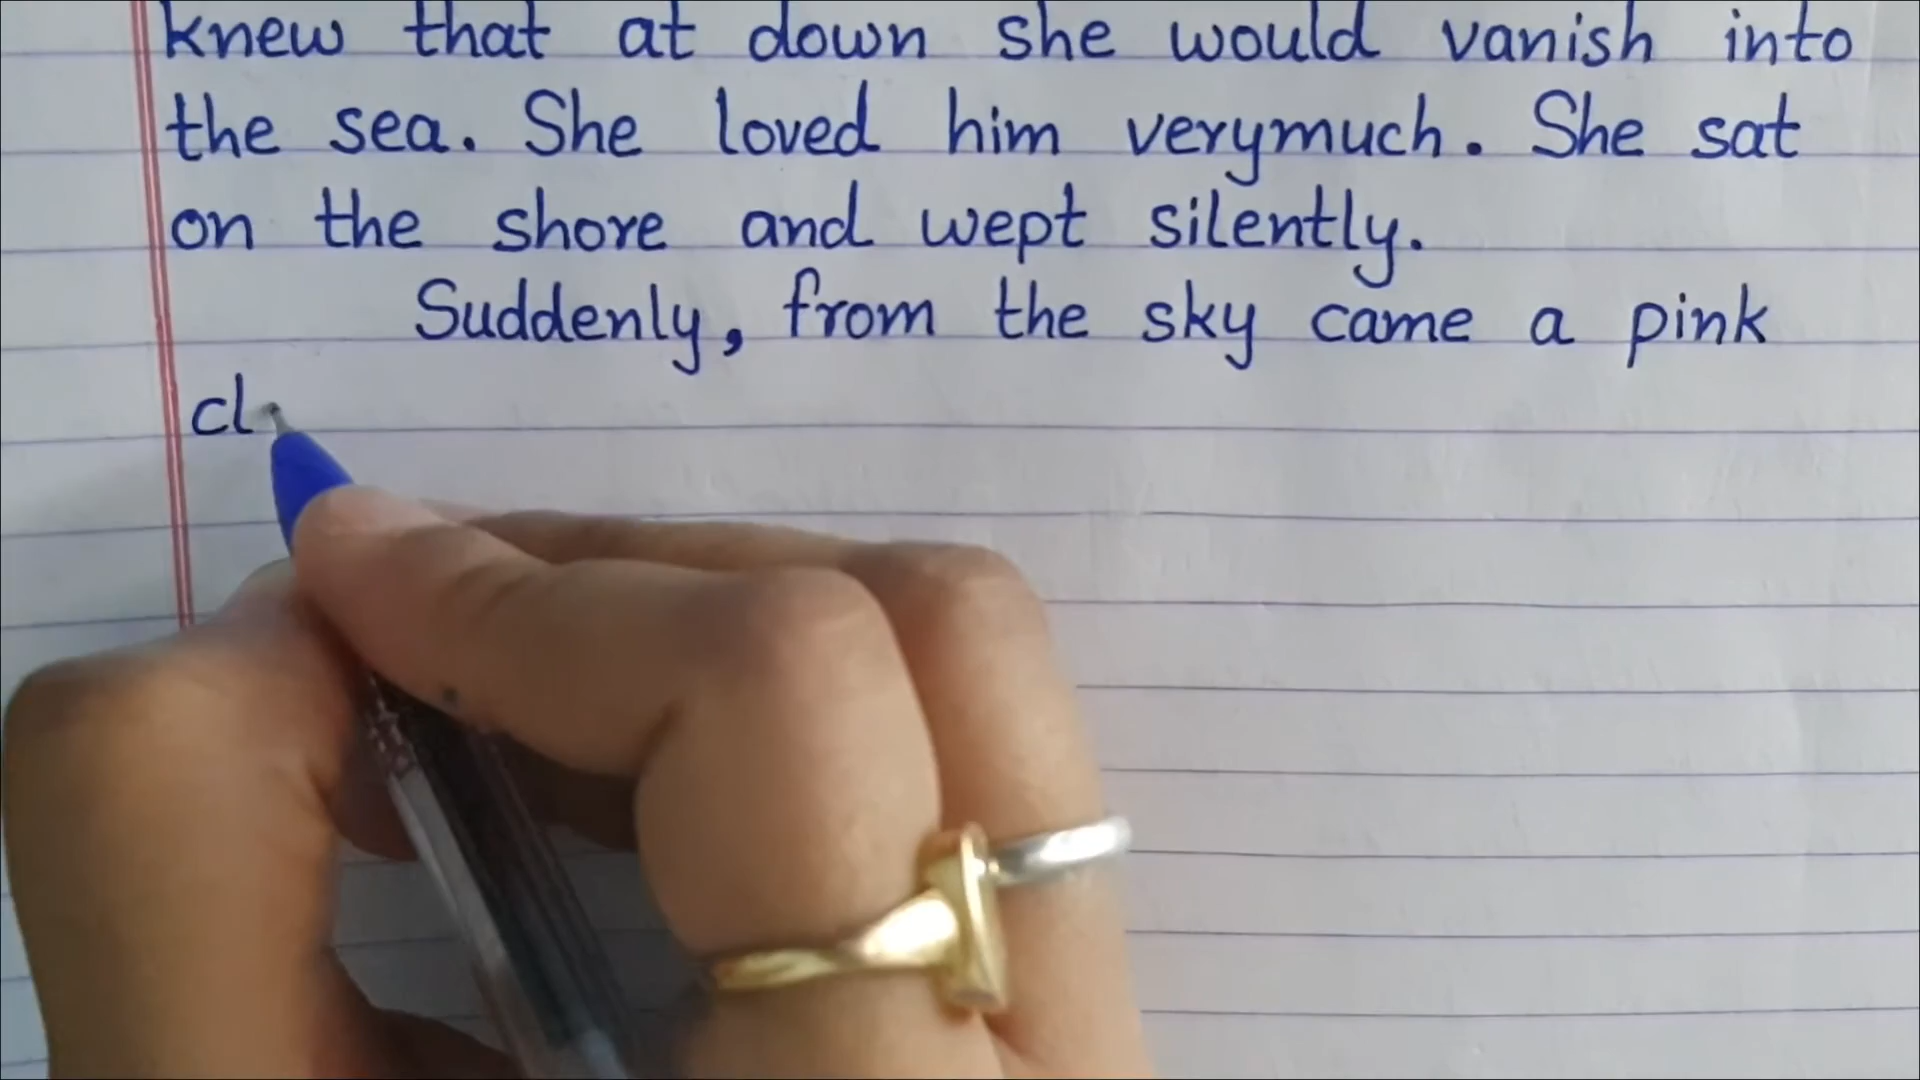 knew that at down she would vanish into
the sea. She loved him verymuch. She sat
on the shore and wept silently.
Suddenly, from the sky came a pink
cl